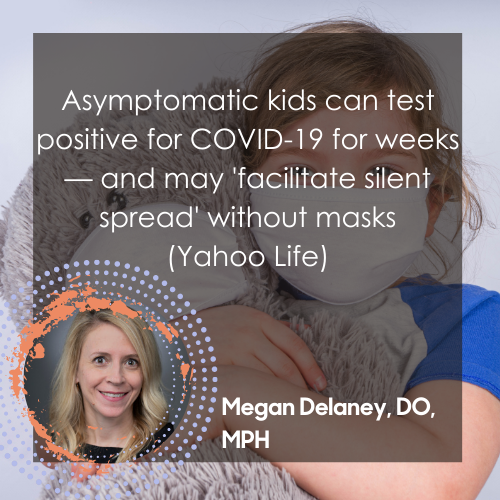 Asymptomatic kids can test
positive for COVID-19 for weeks
— and may 'facilitate silent
spread' without masks
(Yahoo Life)
Megan Delaney, DO,
MPH